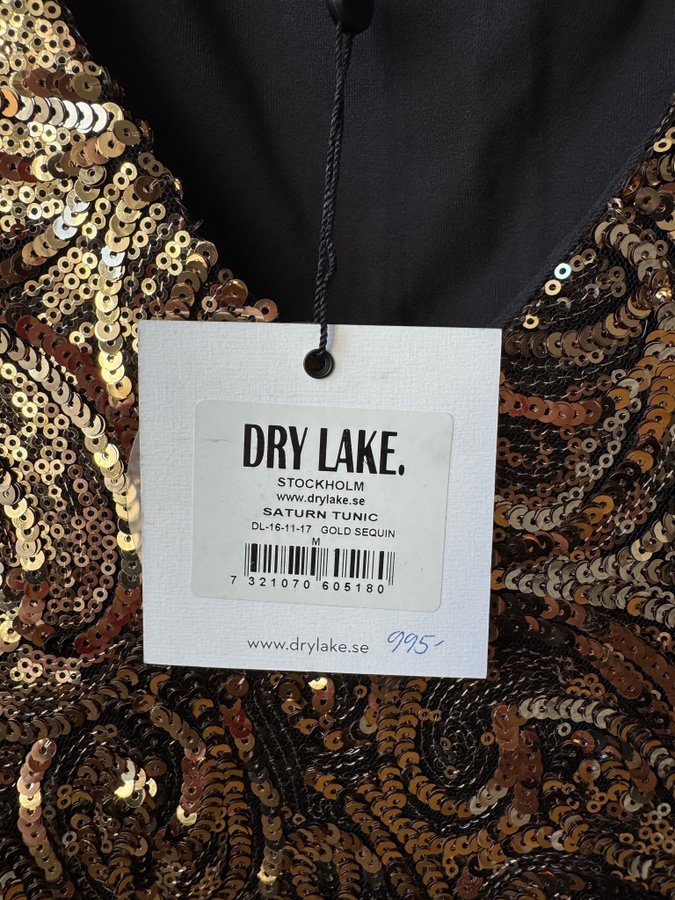 DRY LAKE.
STOCKHOLM
www.drylake.se
SATURN TUNIC
DL-16-11-17 GOLD SEQUIN
M
7 321070 605180
www.drylake.se 995-